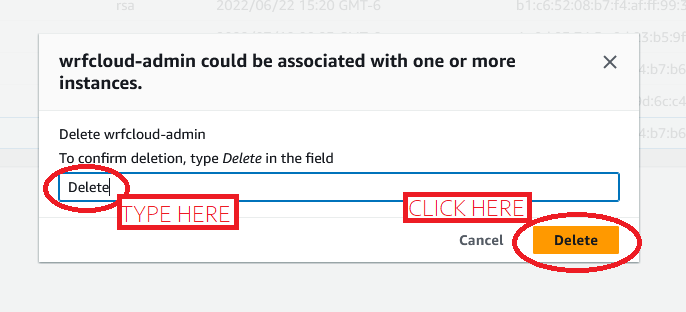 rsa 2022/06/22 15:20 GMT-6 b1:c6:52:08:b7:f4:af:ff:99:3
wrfcloud-admin could be associated with one or more
instances.
Delete wrfcloud-admin
To confirm deletion, type Delete in the field
Delete
TYPE HERE
CLICK HERE
Cancel
Delete